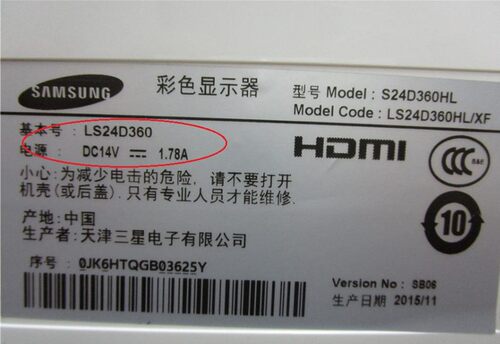 SAMSUNG 彩色显示器
型号 Model : S24D360HL
Model Code : LS24D360HL/XF
基本号 : LS24D360
电源 : DC14V ⎓ 1.78A
HDMI
CCC
小心:为减少电击的危险, 请不要打开
机壳(或后盖).只有专业人员才能维修.
10
产地:中国
生产者:天津三星电子有限公司
序号 : 0JK6HTQGB03625Y
Version No : SB06
生产日期 2015/11